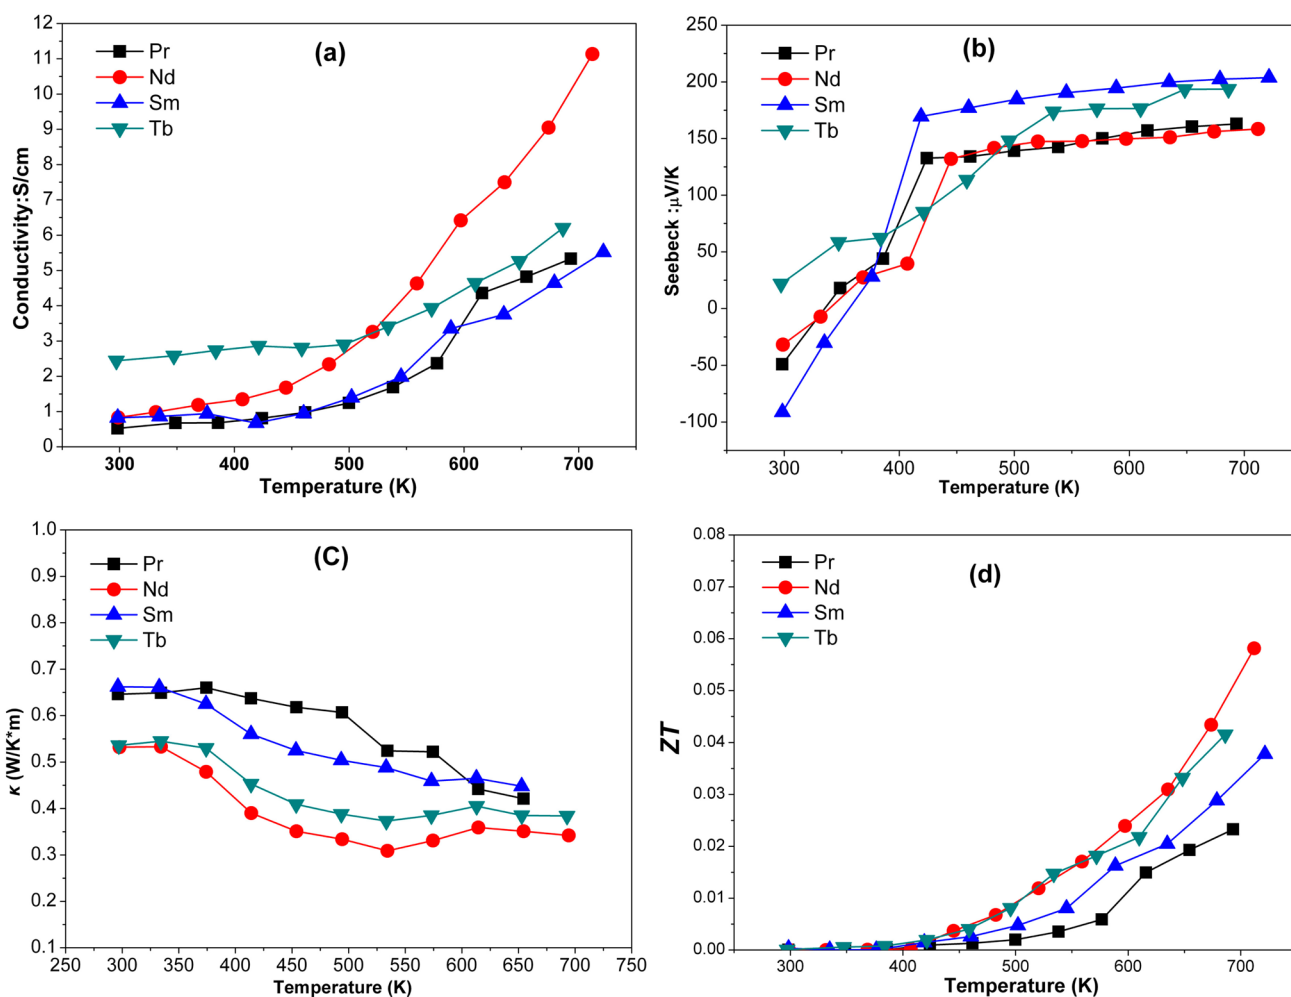 (a)
Pr
Nd
Sm
Tb
Conductivity:S/cm
12
11
10
9
8
7
6
5
4
3
2
1
0
300 400 500 600 700
Temperature (K)
(b)
Pr
Nd
Sm
Tb
Seebeck :μV/K
250
200
150
100
50
0
-50
-100
300 400 500 600 700
Temperature (K)
(C)
Pr
Nd
Sm
Tb
κ (W/K*m)
1.0
0.9
0.8
0.7
0.6
0.5
0.4
0.3
0.2
0.1
250 300 350 400 450 500 550 600 650 700 750
Temperature (K)
(d)
Pr
Nd
Sm
Tb
ZT
0.08
0.07
0.06
0.05
0.04
0.03
0.02
0.01
0.00
300 400 500 600 700
Temperature (K)